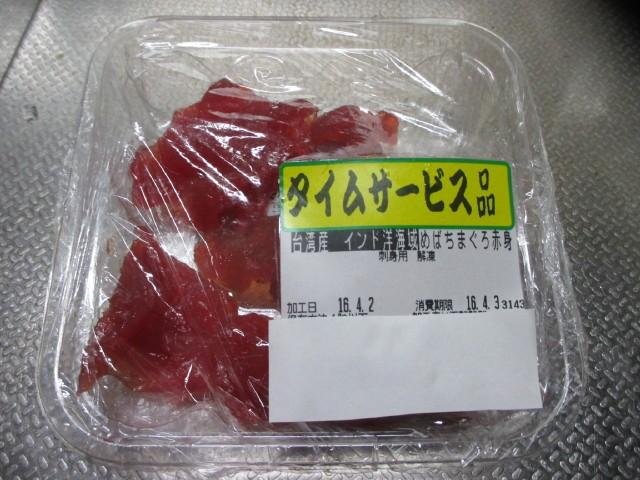 タイムサービス品
台湾産 インド洋海域めばちまぐろ赤身
刺身用 解凍
加工日 16.4.2 消費期限 16.4.3 3143